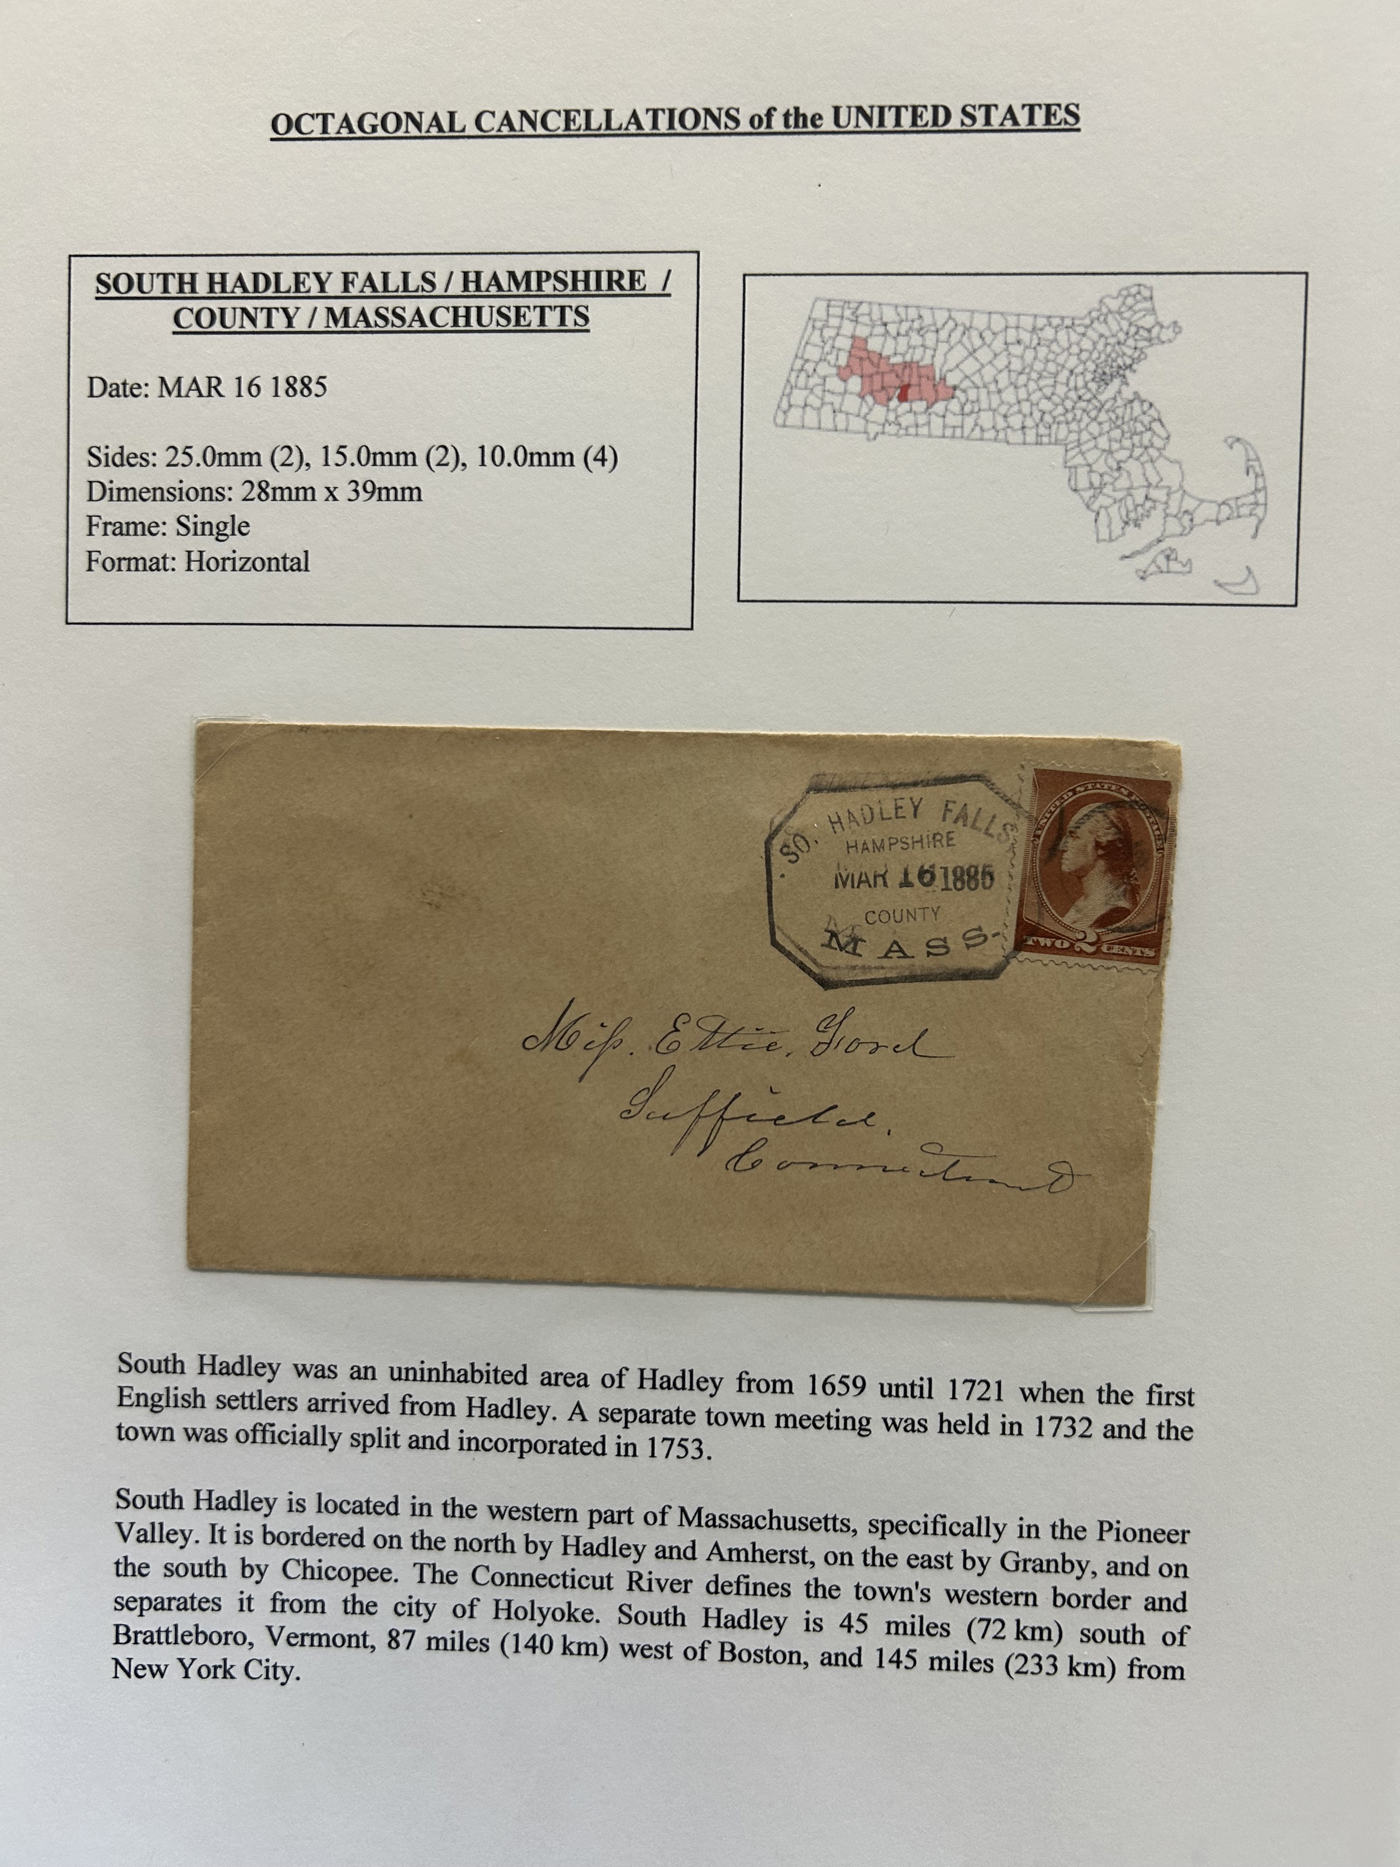 OCTAGONAL CANCELLATIONS of the UNITED STATES
SOUTH HADLEY FALLS / HAMPSHIRE /
COUNTY / MASSACHUSETTS
Date: MAR 16 1885
Sides: 25.0mm (2), 15.0mm (2), 10.0mm (4)
Dimensions: 28mm x 39mm
Frame: Single
Format: Horizontal
SO. HADLEY FALLS
HAMPSHIRE
MAR 16 1885
COUNTY
MASS.
UNITED STATES POSTAGE
TWO 2 CENTS
Miss. Ettie. Ford
Suffield.
Connecticut
South Hadley was an uninhabited area of Hadley from 1659 until 1721 when the first
English settlers arrived from Hadley. A separate town meeting was held in 1732 and the
town was officially split and incorporated in 1753.
South Hadley is located in the western part of Massachusetts, specifically in the Pioneer
Valley. It is bordered on the north by Hadley and Amherst, on the east by Granby, and on
the south by Chicopee. The Connecticut River defines the town's western border and
separates it from the city of Holyoke. South Hadley is 45 miles (72 km) south of
Brattleboro, Vermont, 87 miles (140 km) west of Boston, and 145 miles (233 km) from
New York City.